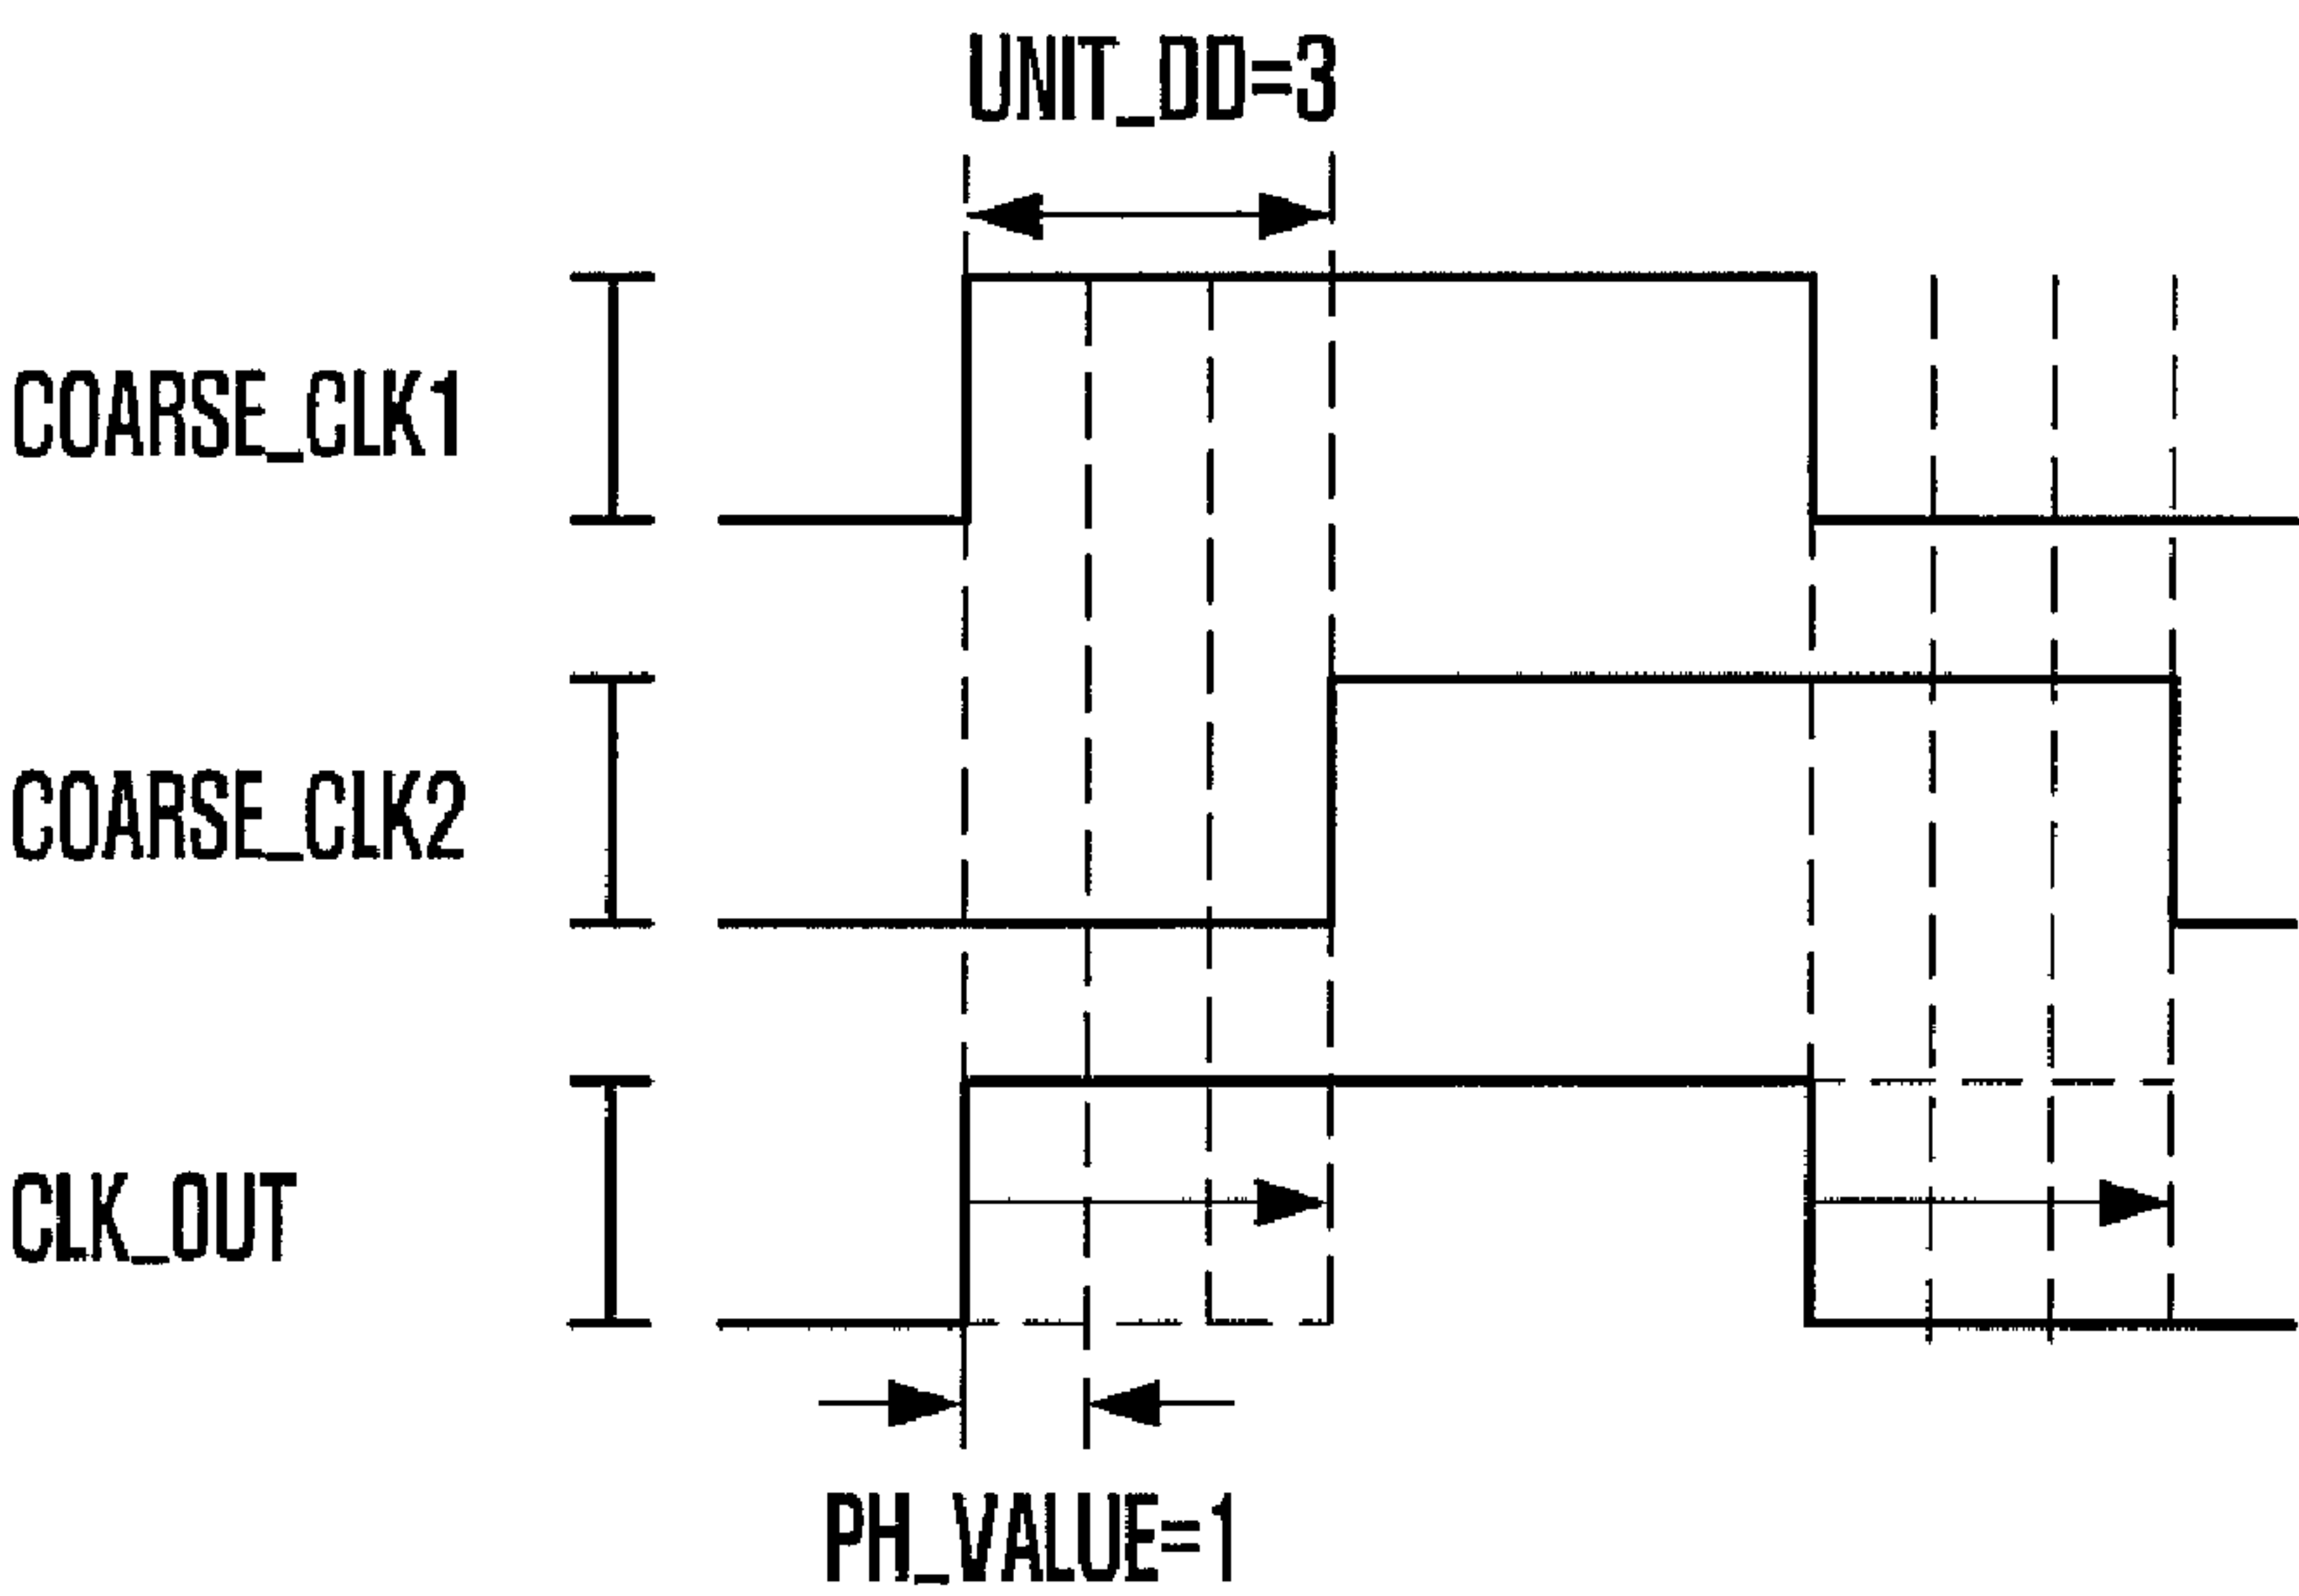 UNIT_DD=3
COARSE_CLK1
COARSE_CLK2
CLK_OUT
PH_VALUE=1